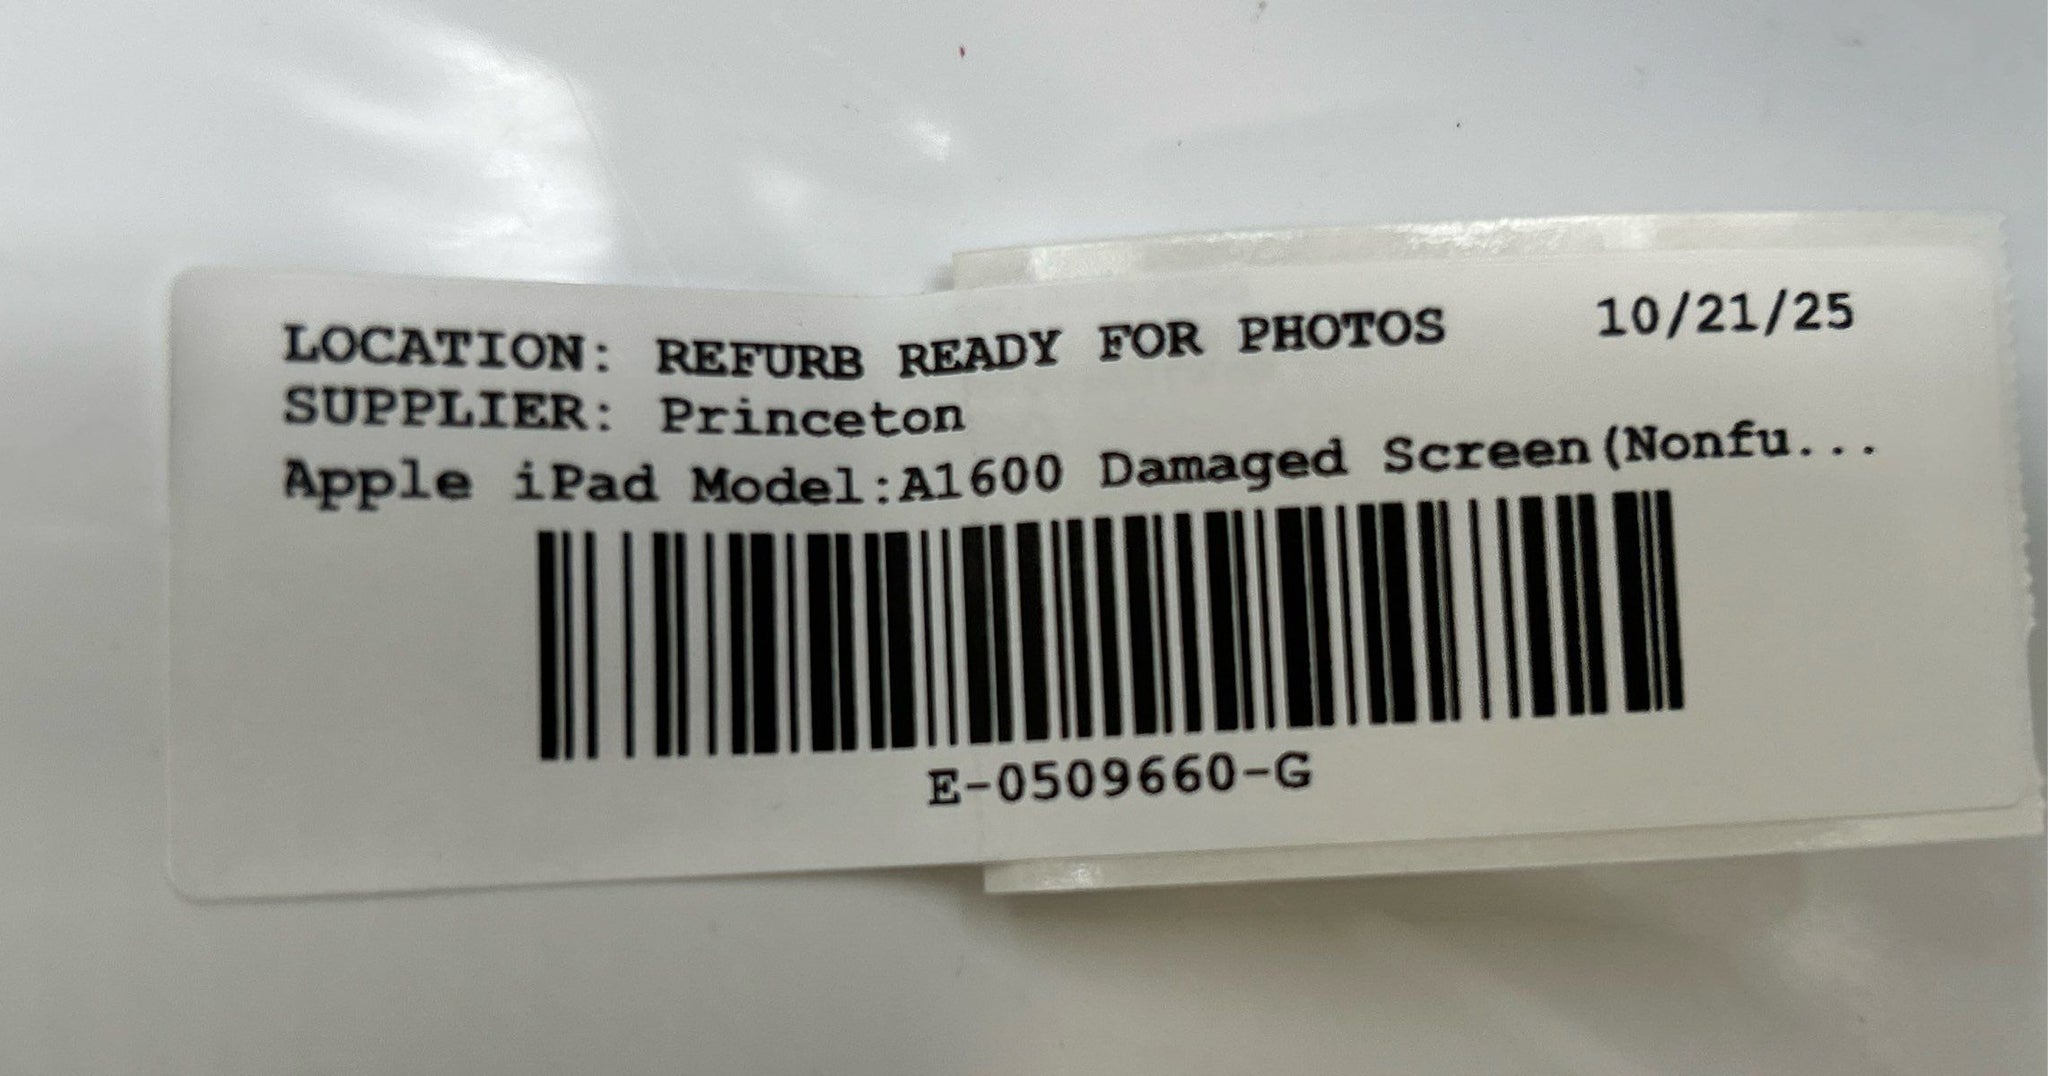 LOCATION: REFURB READY FOR PHOTOS 10/21/25
SUPPLIER: Princeton
Apple iPad Model:A1600 Damaged Screen(Nonfu...
E-0509660-G